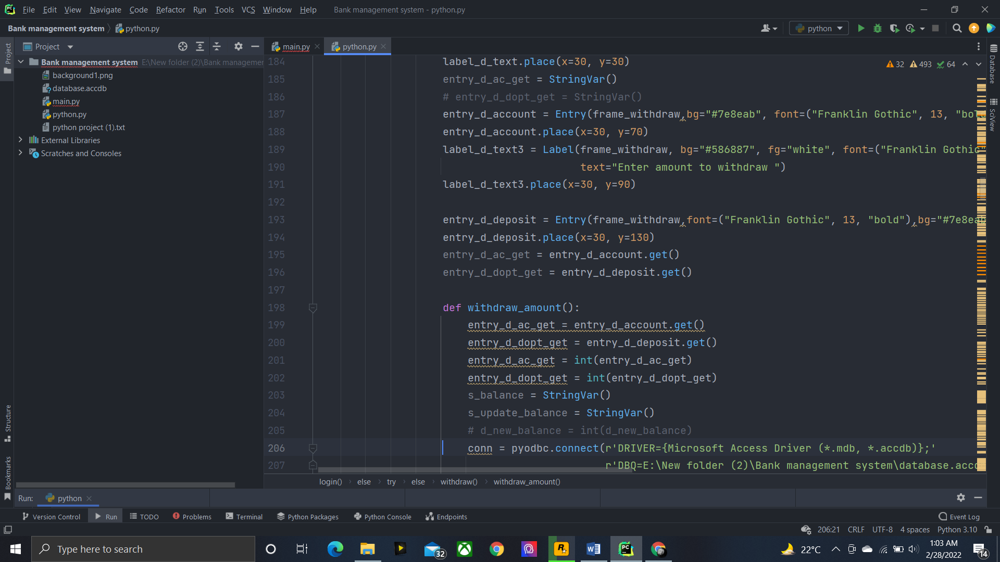 PC File Edit View Navigate Code Refactor Run Tools VCS Window Help Bank management system - python.py
Bank management system python.py python
Project main.py python.py
Bank management system E:\New folder (2)\Bank managemer
background1.png
database.accdb
main.py
python.py
python project (1).txt
External Libraries
Scratches and Consoles
Project
Structure
Bookmarks
Database
SciView
32 493 64
184 label_d_text.place(x=30, y=30)
185 entry_d_ac_get = StringVar()
186 # entry_d_dopt_get = StringVar()
187 entry_d_account = Entry(frame_withdraw,bg="#7e8eab", font=("Franklin Gothic", 13, "bold
188 entry_d_account.place(x=30, y=70)
189 label_d_text3 = Label(frame_withdraw, bg="#586887", fg="white", font=("Franklin Gothic"
190 text="Enter amount to withdraw ")
191 label_d_text3.place(x=30, y=90)
192
193 entry_d_deposit = Entry(frame_withdraw,font=("Franklin Gothic", 13, "bold"),bg="#7e8eab
194 entry_d_deposit.place(x=30, y=130)
195 entry_d_ac_get = entry_d_account.get()
196 entry_d_dopt_get = entry_d_deposit.get()
197
198 def withdraw_amount():
199 entry_d_ac_get = entry_d_account.get()
200 entry_d_dopt_get = entry_d_deposit.get()
201 entry_d_ac_get = int(entry_d_ac_get)
202 entry_d_dopt_get = int(entry_d_dopt_get)
203 s_balance = StringVar()
204 s_update_balance = StringVar()
205 # d_new_balance = int(d_new_balance)
206 conn = pyodbc.connect(r'DRIVER={Microsoft Access Driver (*.mdb, *.accdb)};'
207 r'DBQ=E:\New folder (2)\Bank management system\database.accd
login() else try else withdraw() withdraw_amount()
Run: python
Version Control Run TODO Problems Terminal Python Packages Python Console Endpoints Event Log
206:21 CRLF UTF-8 4 spaces Python 3.10
Type here to search 32 R PC 22°C 1:03 AM
2/28/2022 14